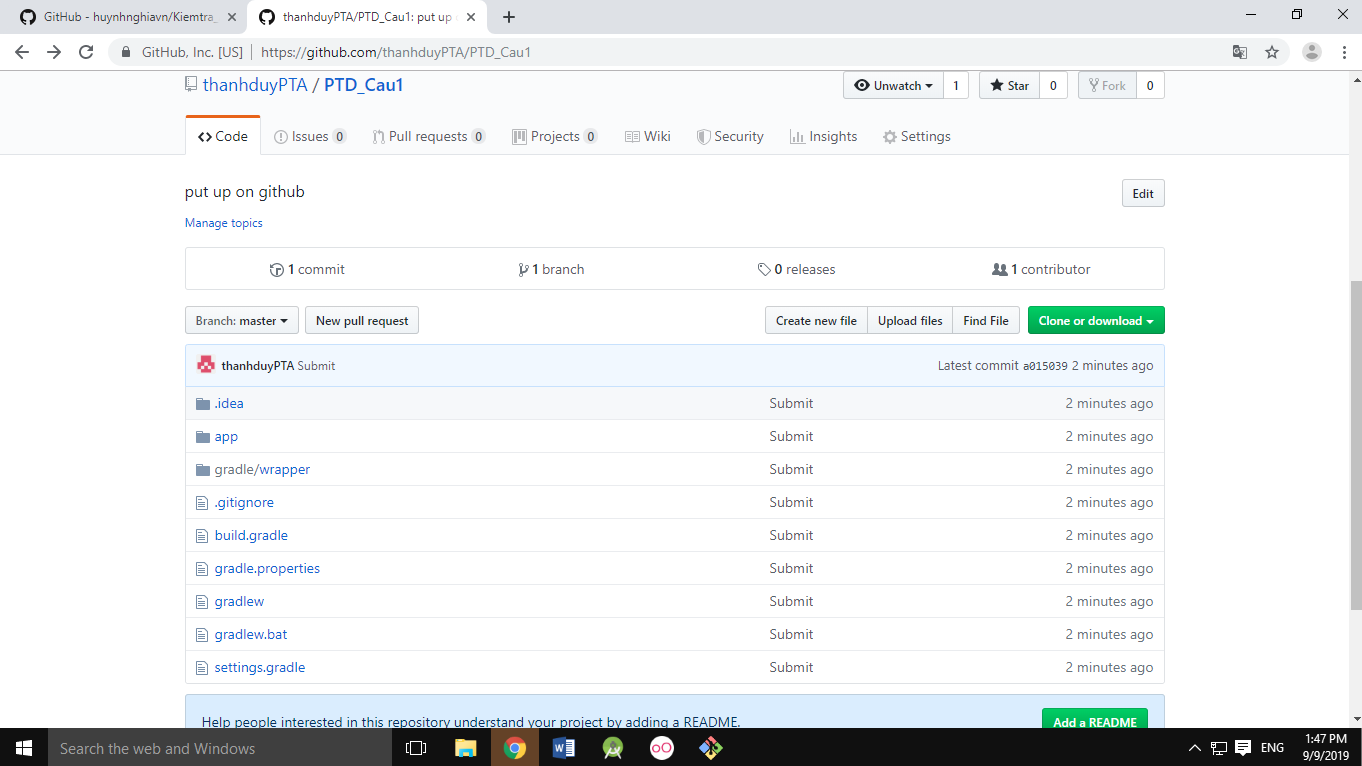 GitHub - huynhnghiavn/Kiemtra_
thanhduyPTA/PTD_Cau1: put up
GitHub, Inc. [US] | https://github.com/thanhduyPTA/PTD_Cau1
thanhduyPTA / PTD_Cau1
Unwatch 1 Star 0 Fork 0
Code Issues 0 Pull requests 0 Projects 0 Wiki Security Insights Settings
put up on github
Edit
Manage topics
1 commit 1 branch 0 releases 1 contributor
Branch: master New pull request Create new file Upload files Find File Clone or download
thanhduyPTA Submit Latest commit a015039 2 minutes ago
.idea Submit 2 minutes ago
app Submit 2 minutes ago
gradle/wrapper Submit 2 minutes ago
.gitignore Submit 2 minutes ago
build.gradle Submit 2 minutes ago
gradle.properties Submit 2 minutes ago
gradlew Submit 2 minutes ago
gradlew.bat Submit 2 minutes ago
settings.gradle Submit 2 minutes ago
Help people interested in this repository understand your project by adding a README. Add a README
Search the web and Windows
ENG
1:47 PM
9/9/2019